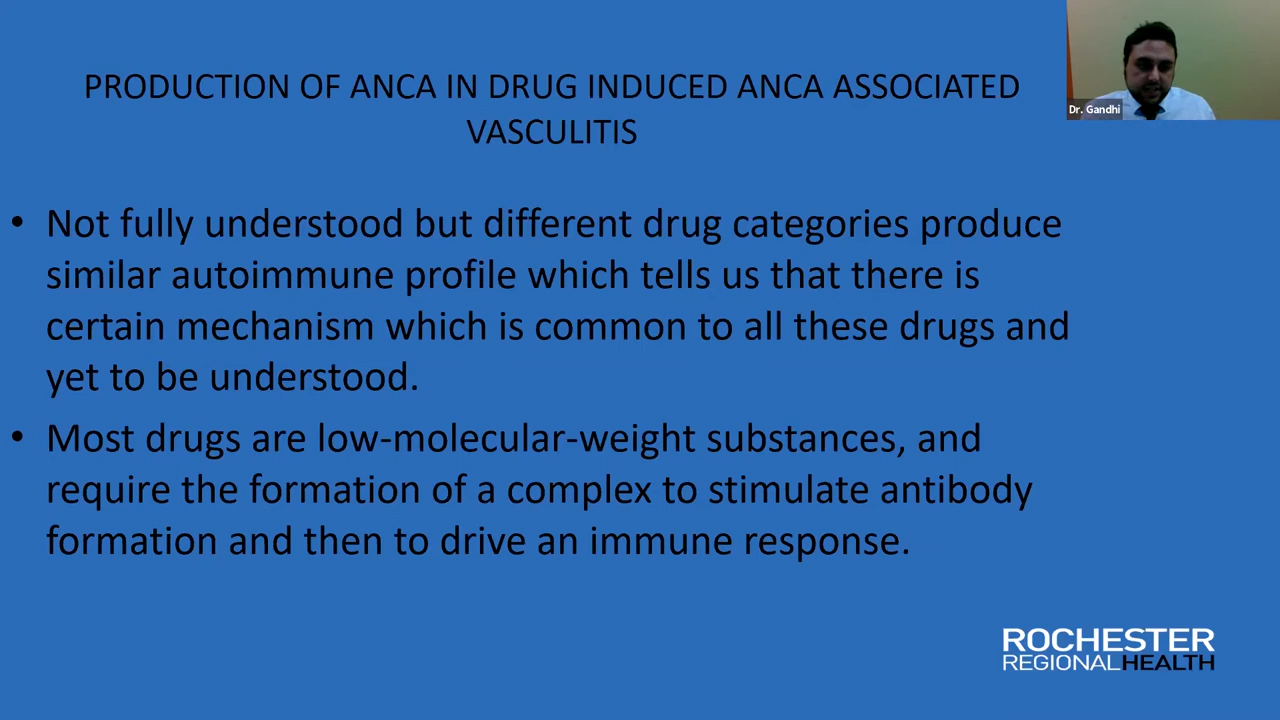 PRODUCTION OF ANCA IN DRUG INDUCED ANCA ASSOCIATED
VASCULITIS
Dr. Gandhi
• Not fully understood but different drug categories produce
similar autoimmune profile which tells us that there is
certain mechanism which is common to all these drugs and
yet to be understood.
• Most drugs are low-molecular-weight substances, and
require the formation of a complex to stimulate antibody
formation and then to drive an immune response.
ROCHESTER
REGIONALHEALTH